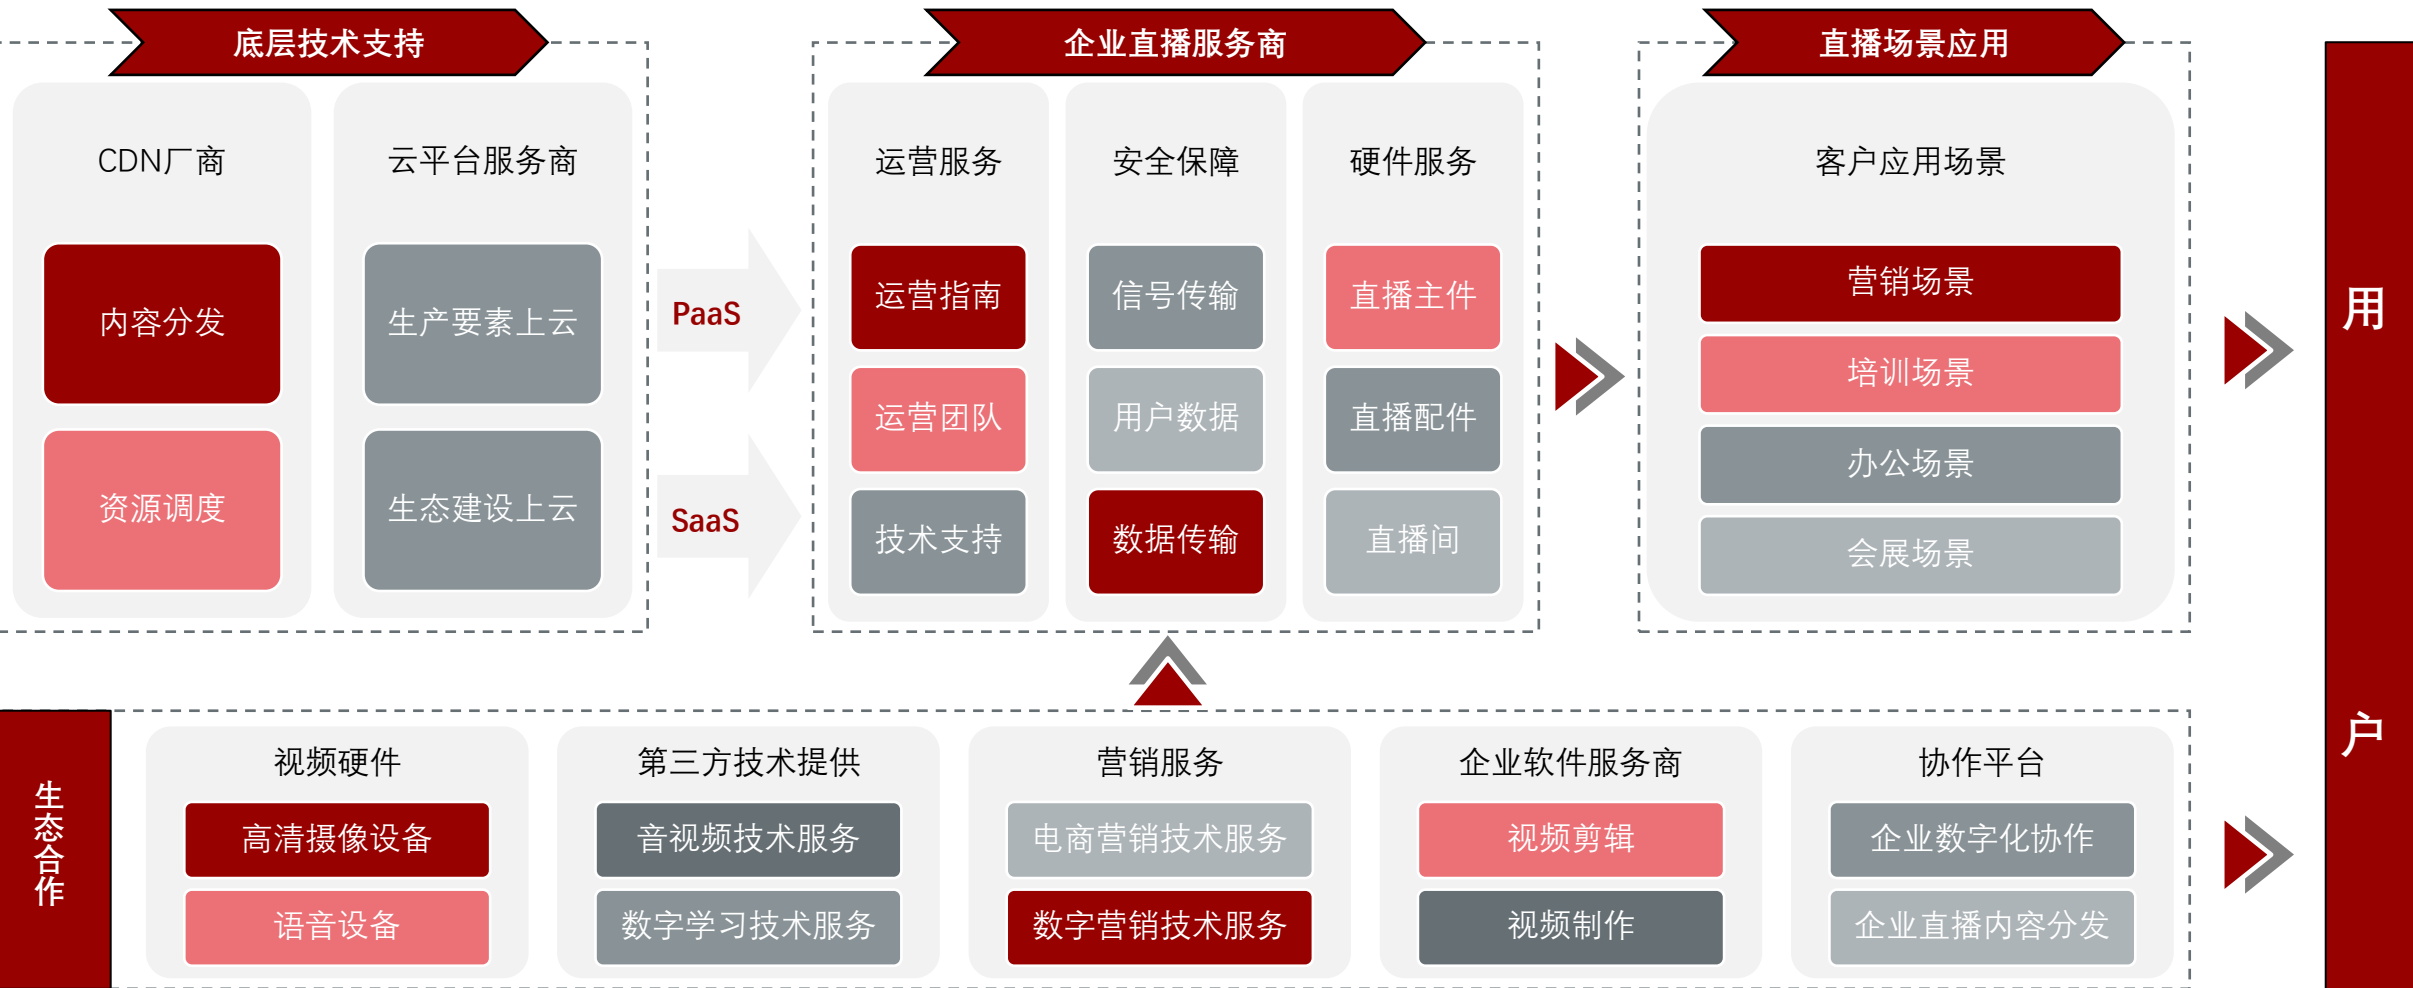 底层技术支持
企业直播服务商
直播场景应用
CDN厂商
云平台服务商
内容分发
生产要素上云
资源调度
生态建设上云
PaaS
SaaS
运营服务
安全保障
硬件服务
运营指南
信号传输
直播主件
运营团队
用户数据
直播配件
技术支持
数据传输
直播间
客户应用场景
营销场景
培训场景
办公场景
会展场景
用户
生态合作
视频硬件
第三方技术提供
营销服务
企业软件服务商
协作平台
高清摄像设备
音视频技术服务
电商营销技术服务
视频剪辑
企业数字化协作
语音设备
数字学习技术服务
数字营销技术服务
视频制作
企业直播内容分发